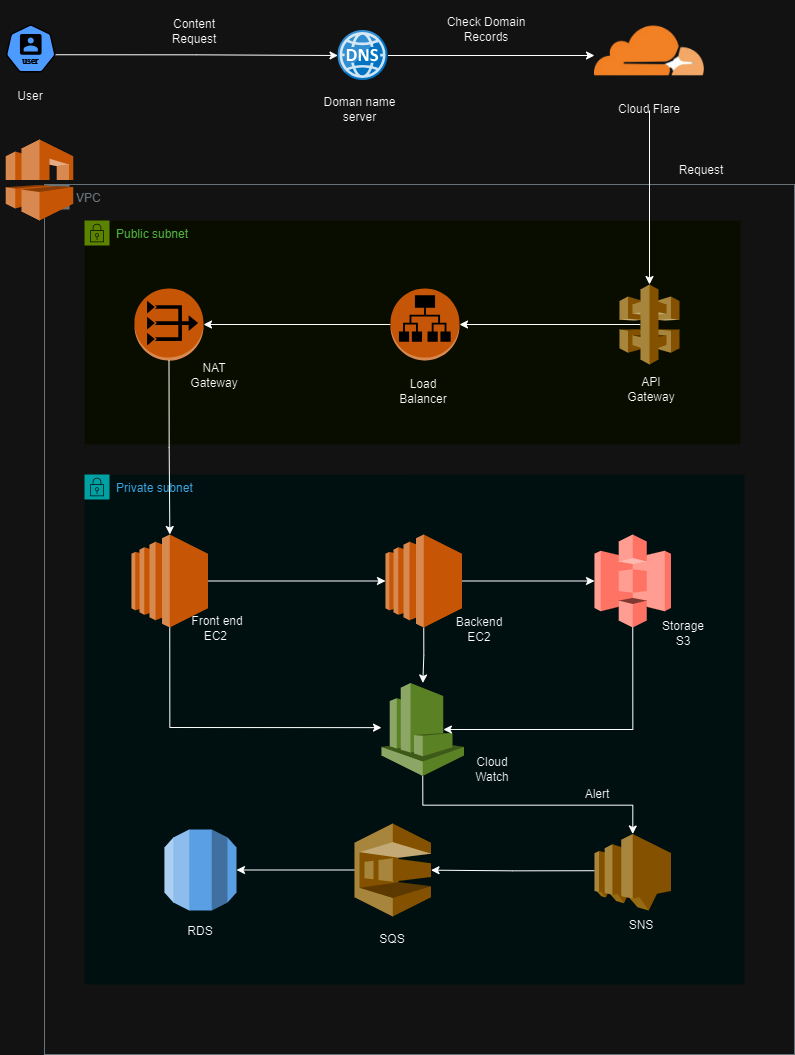 Content
Request
Check Domain
Records
DNS
user
User
Doman name
server
Cloud Flare
Request
VPC
Public subnet
NAT
Gateway
Load
Balancer
API
Gateway
Private subnet
Front end
EC2
Backend
EC2
Storage
S3
Cloud
Watch
Alert
RDS
SQS
SNS